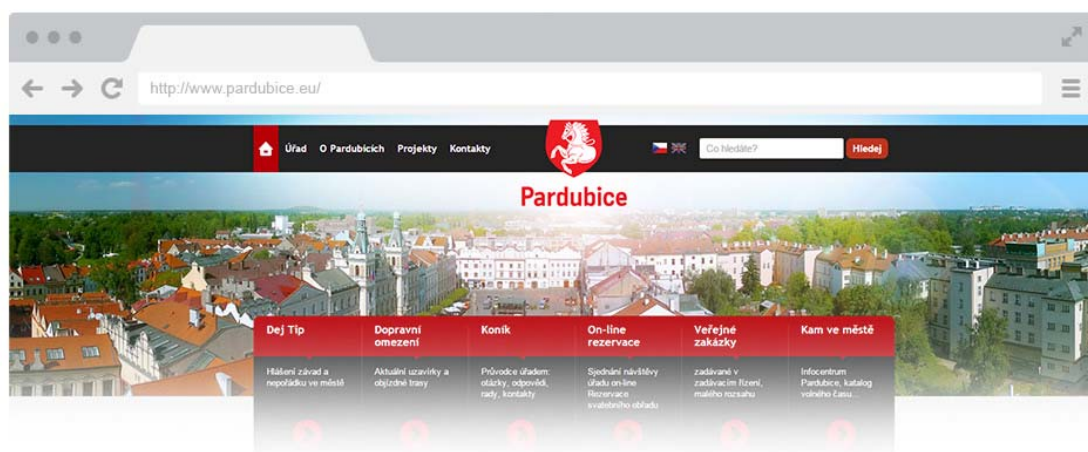 http://www.pardubice.eu/
Úřad O Pardubicích Projekty Kontakty Co hledáte? Hledej
Pardubice
Dej Tip
Hlášení závad a
nepořádku ve městě
Dopravní
omezení
Aktuální uzavírky a
objízdné trasy
Koník
Průvodce úřadem:
otázky, odpovědi,
rady, kontakty
On-line
rezervace
Sjednání návštěvy
úřadu on-line
Rezervace
svatebního obřadu
Veřejné
zakázky
zadávané v
zadávacím řízení,
malého rozsahu
Kam ve městě
Infocentrum
Pardubice, katalog
volného času...